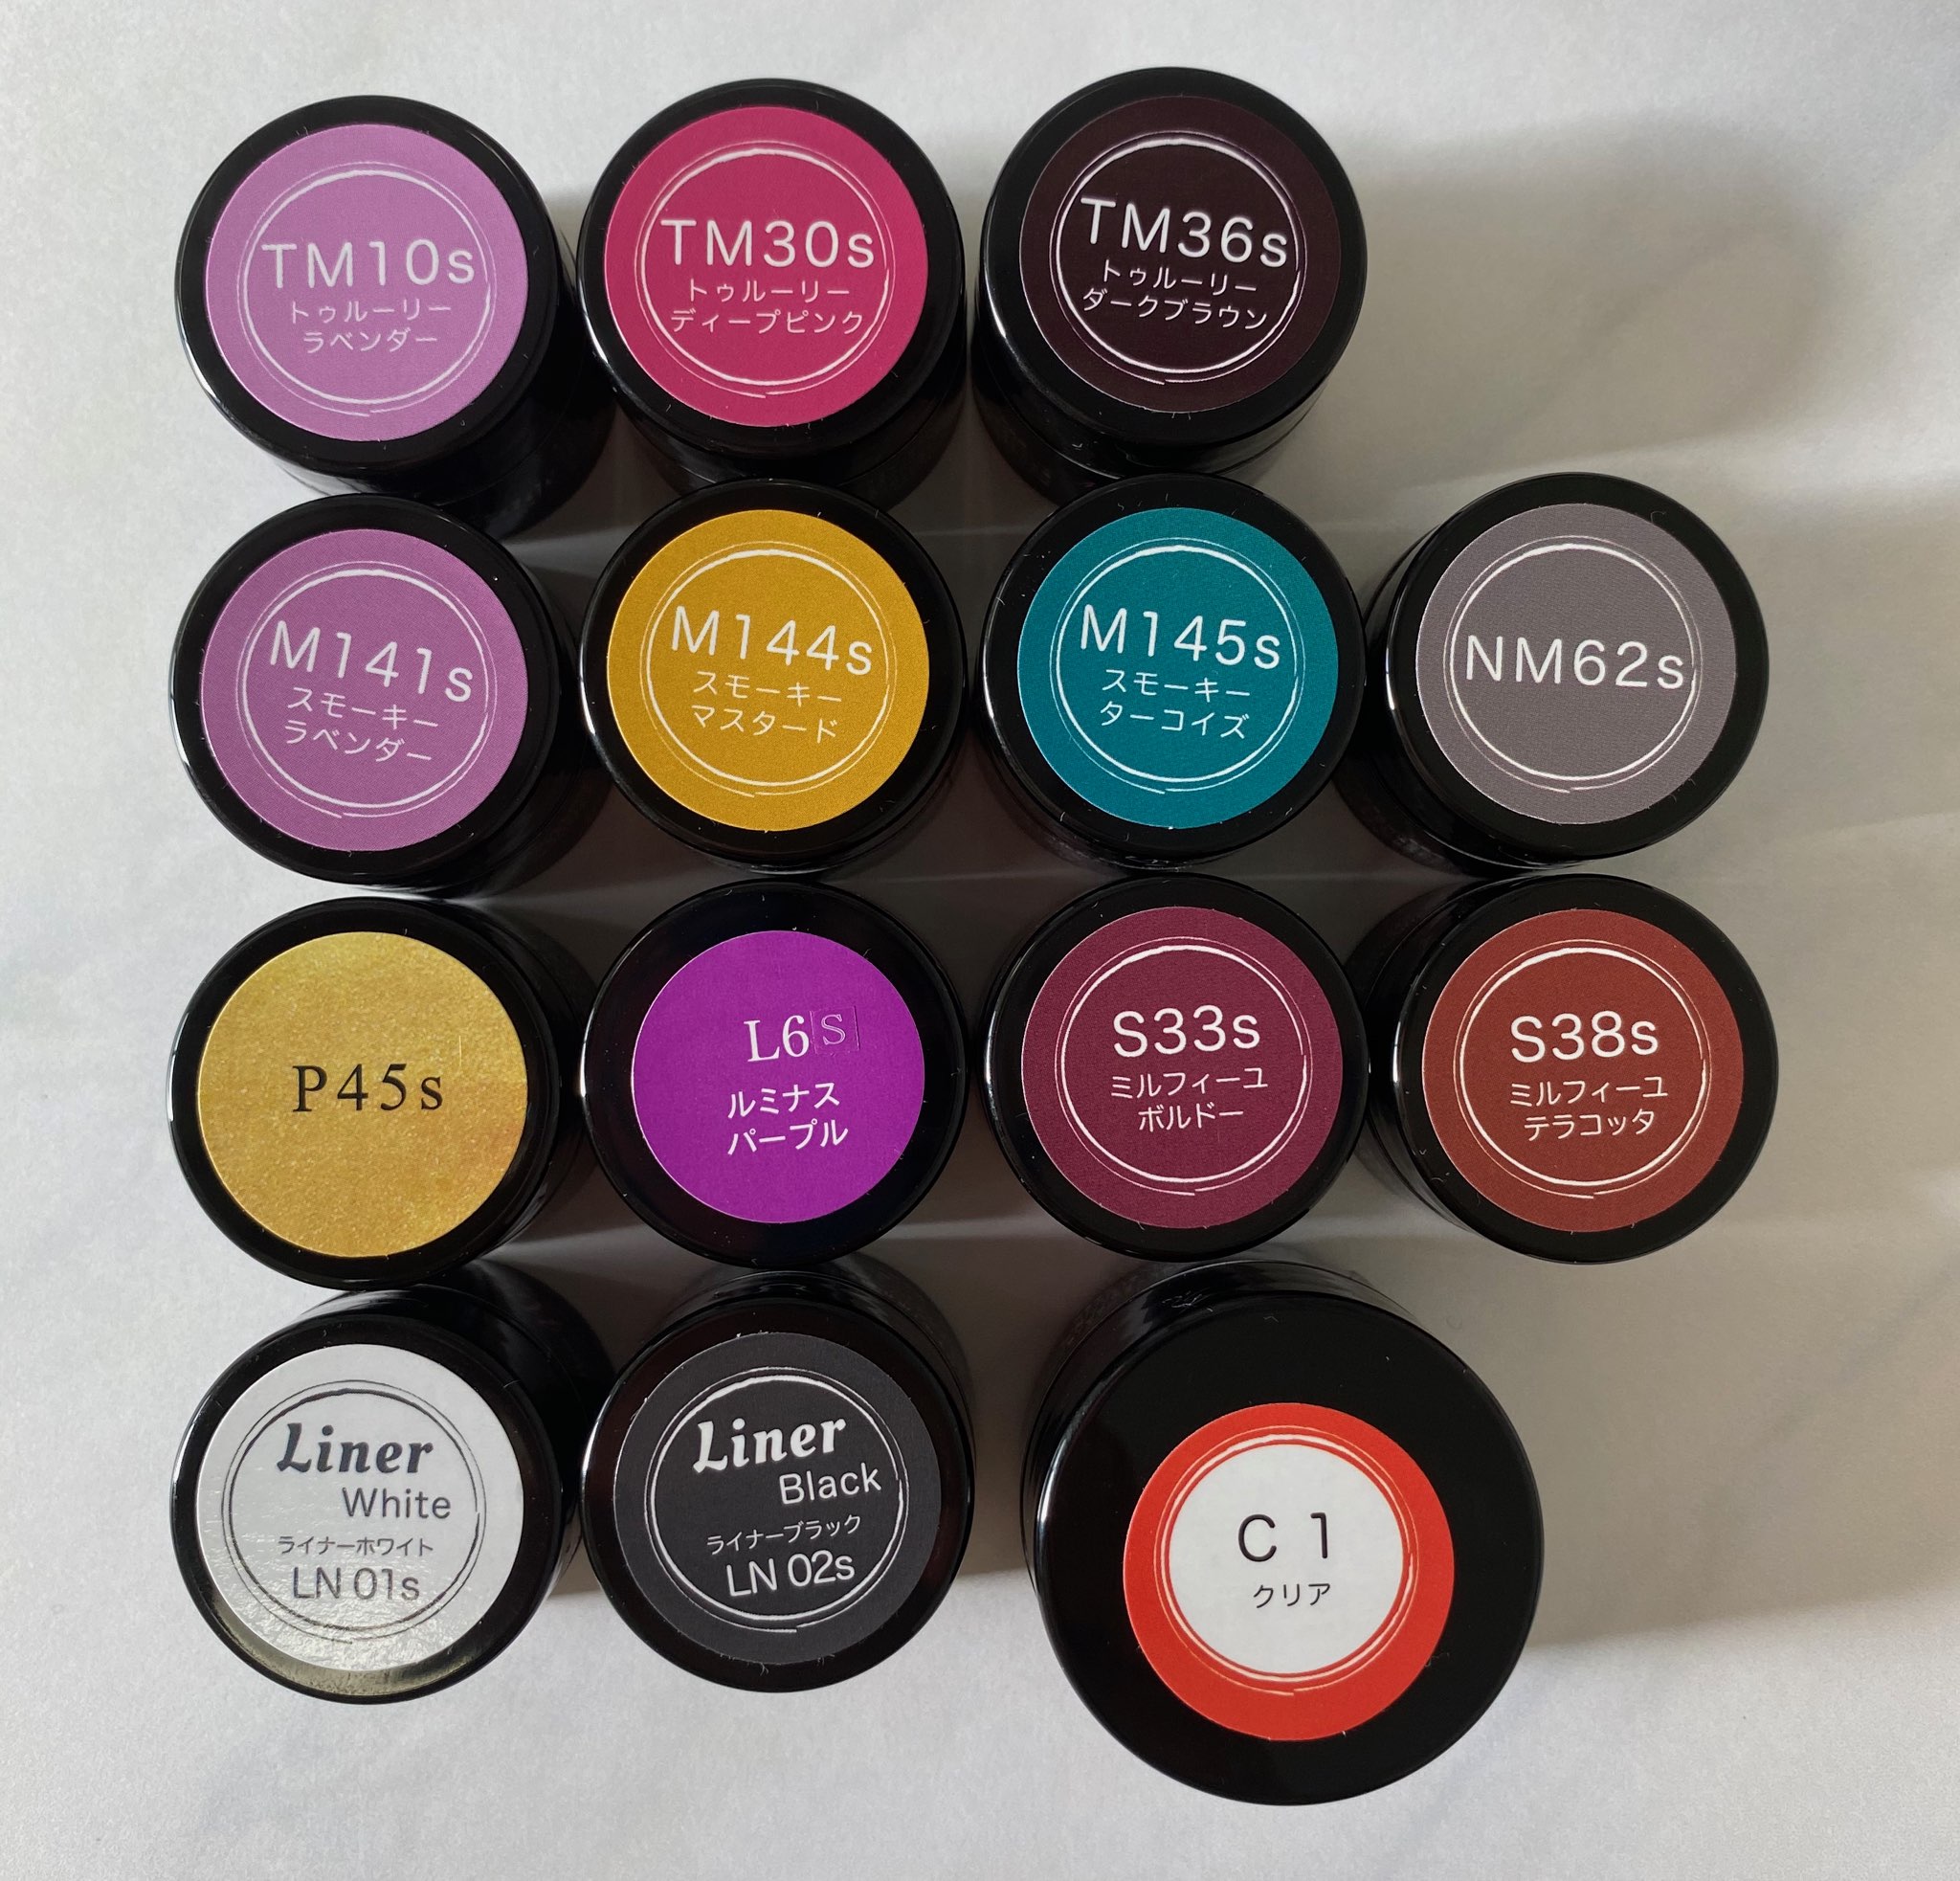 TM10s
トゥルーリー
ラベンダー
TM30s
トゥルーリー
ディープピンク
TM36s
トゥルーリー
ダークブラウン
M141s
スモーキー
ラベンダー
M144s
スモーキー
マスタード
M145s
スモーキー
ターコイズ
NM62s
P45s
L6s
ルミナス
パープル
S33s
ミルフィーユ
ボルドー
S38s
ミルフィーユ
テラコッタ
Liner
White
ライナーホワイト
LN 01s
Liner
Black
ライナーブラック
LN 02s
C 1
クリア